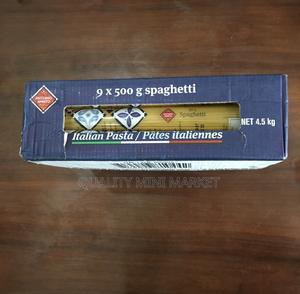 9 x 500 g spaghetti
Spaghetti
NET 4.5 kg
Italian Pasta / Pâtes italiennes
QUALITY MINI MARKET